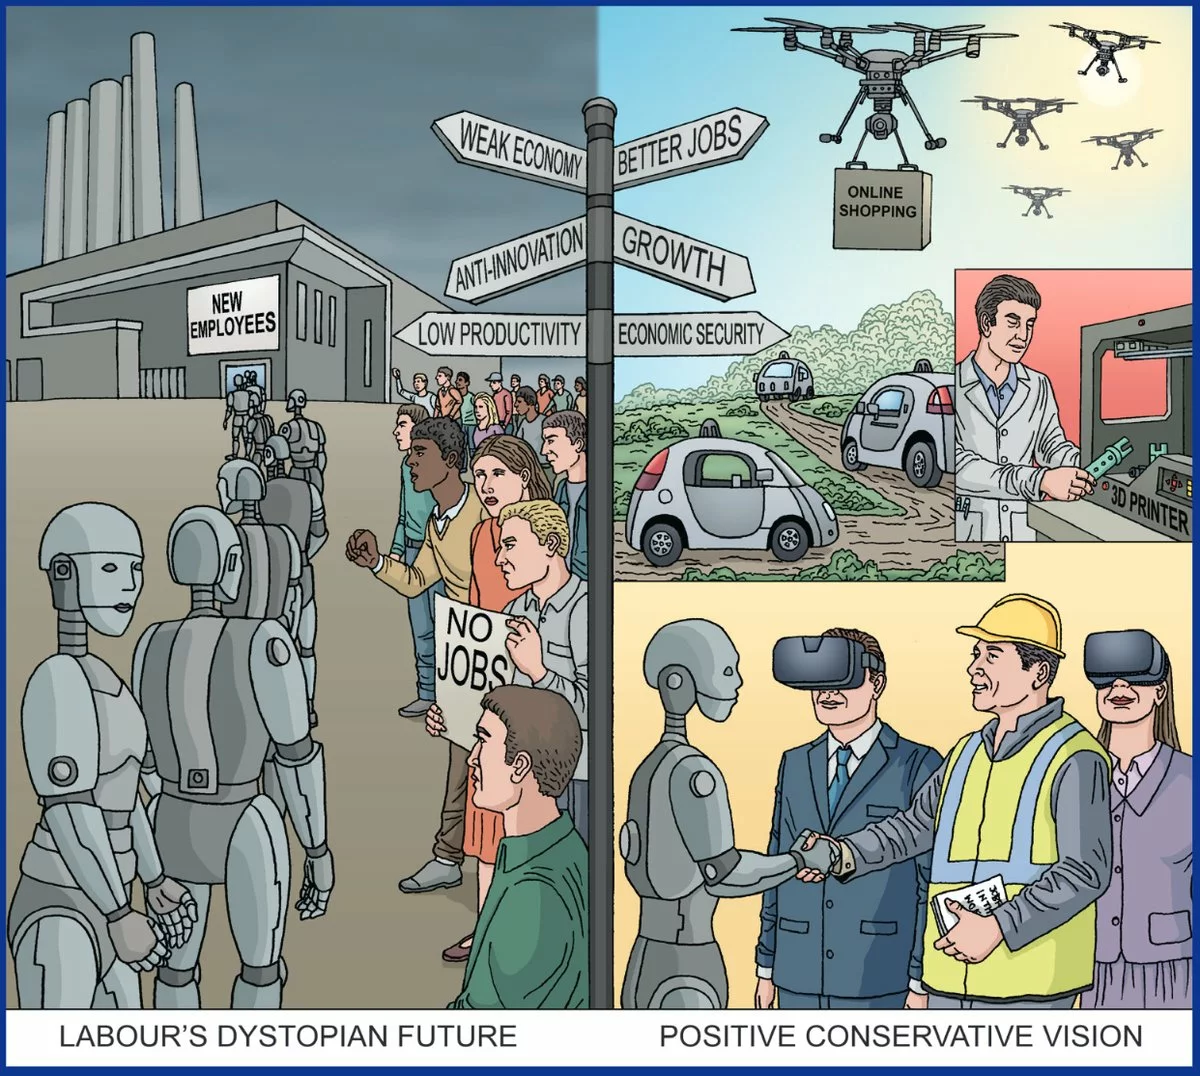 WEAK ECONOMY
BETTER JOBS
ANTI-INNOVATION
GROWTH
LOW PRODUCTIVITY
ECONOMIC SECURITY
ONLINE
SHOPPING
NEW
EMPLOYEES
3D PRINTER
NO
JOBS
LABOUR'S DYSTOPIAN FUTURE
POSITIVE CONSERVATIVE VISION